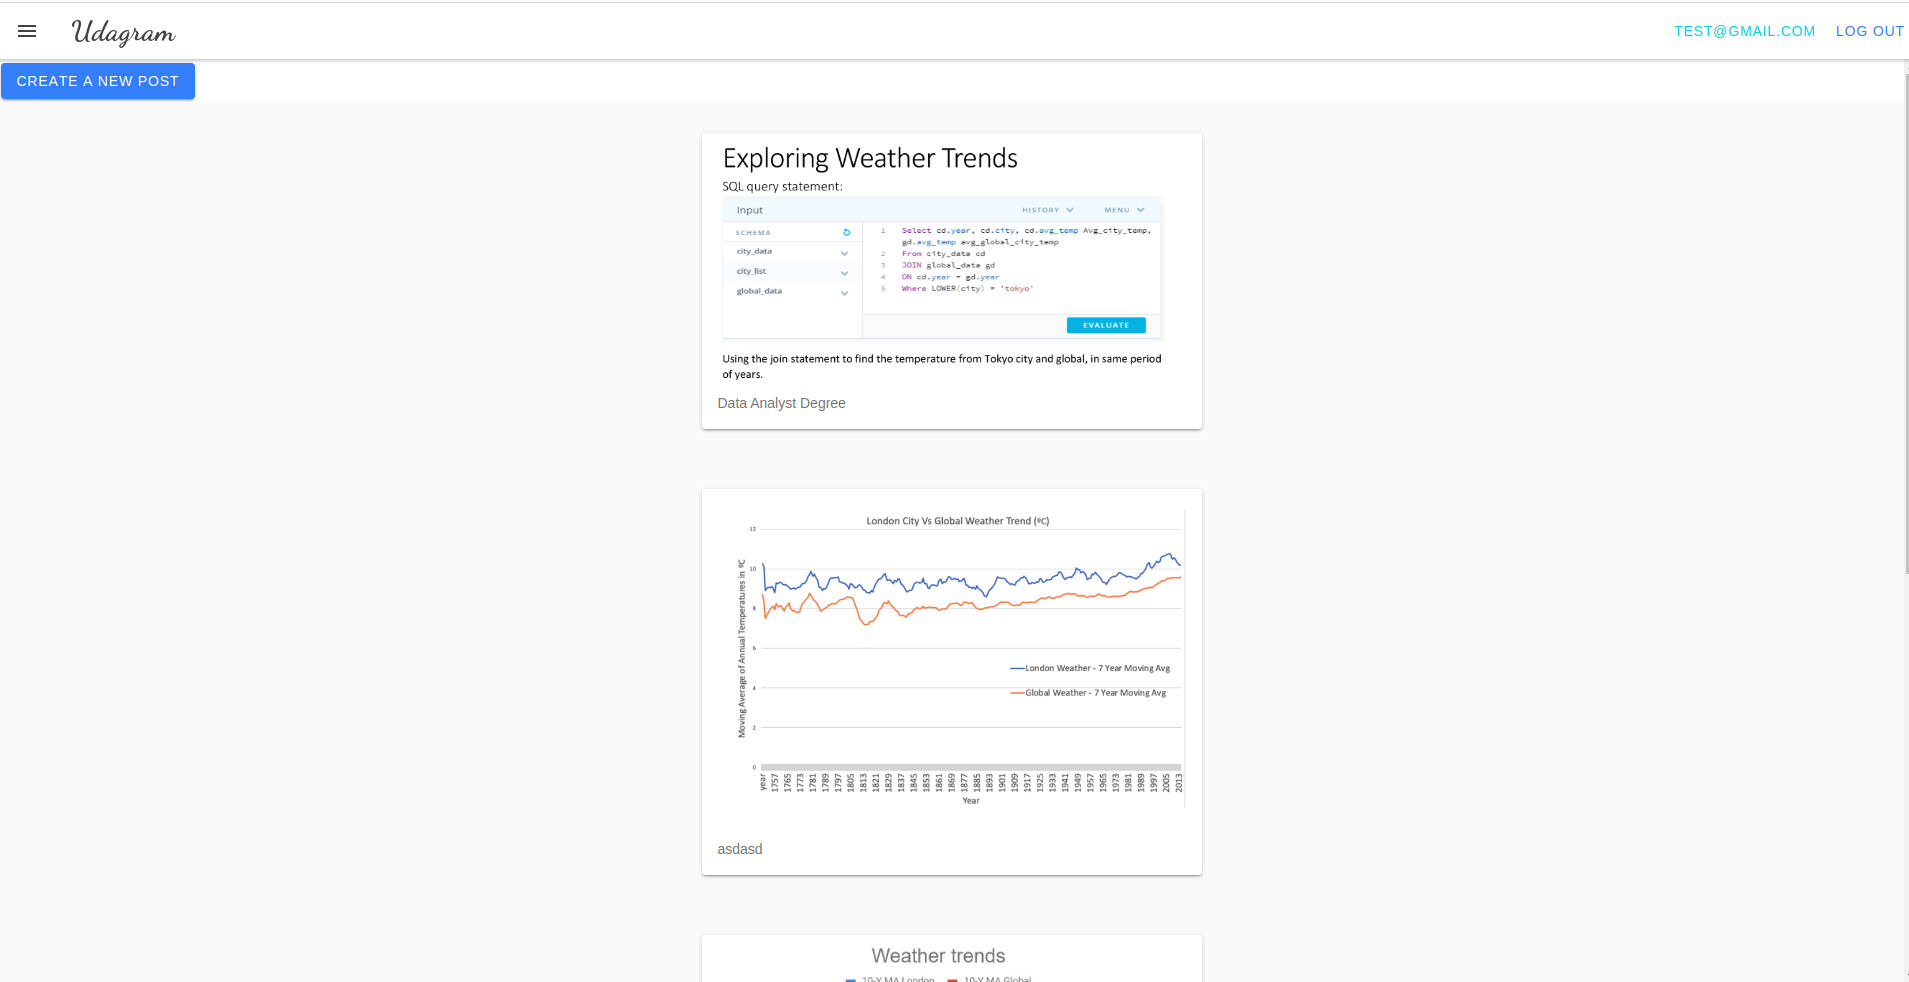 Udagram
TEST@GMAIL.COM
LOG OUT
CREATE A NEW POST
Exploring Weather Trends
SQL query statement:
Input
HISTORY
MENU
SCHEMA
city_data
city_list
global_data
1 Select cd.year, cd.city, cd.avg_temp Avg_city_temp,
gd.avg_temp avg_global_city_temp
2 From city_data cd
3 JOIN global_data gd
4 ON cd.year = gd.year
5 Where LOWER(city) = 'tokyo'
EVALUATE
Using the join statement to find the temperature from Tokyo city and global, in same period
of years.
Data Analyst Degree
London City Vs Global Weather Trend (ºC)
Moving Average of Annual Temperatures in ºC
12
10
8
6
4
2
0
London Weather - 7 Year Moving Avg
Global Weather - 7 Year Moving Avg
year 1757 1765 1773 1781 1789 1797 1805 1813 1821 1829 1837 1845 1853 1861 1869 1877 1885 1893 1901 1909 1917 1925 1933 1941 1949 1957 1965 1973 1981 1989 1997 2005 2013
Year
asdasd
Weather trends
10-Y MA London
10-Y MA Global